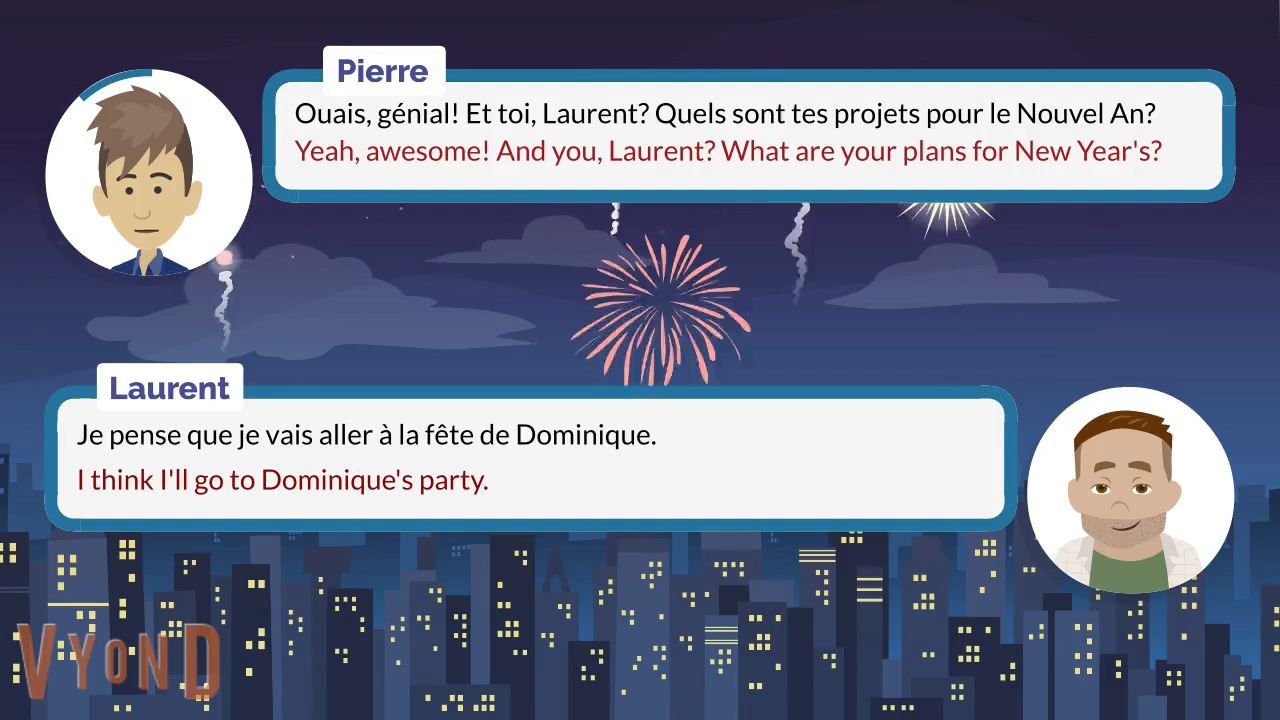 Pierre
Ouais, génial! Et toi, Laurent? Quels sont tes projets pour le Nouvel An?
Yeah, awesome! And you, Laurent? What are your plans for New Year's?
Laurent
Je pense que je vais aller à la fête de Dominique.
I think I'll go to Dominique's party.
VYOND